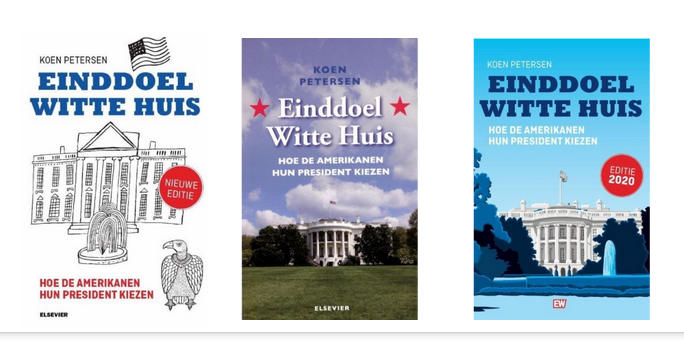 KOEN PETERSEN
EINDDOEL
WITTE HUIS
NIEUWE
EDITIE
HOE DE AMERIKANEN
HUN PRESIDENT KIEZEN
ELSEVIER
KOEN
PETERSEN
Einddoel
Witte Huis
HOE DE AMERIKANEN
HUN PRESIDENT KIEZEN
ELSEVIER
KOEN PETERSEN
EINDDOEL
WITTE HUIS
HOE DE AMERIKANEN
HUN PRESIDENT KIEZEN
EDITIE
2020
EW